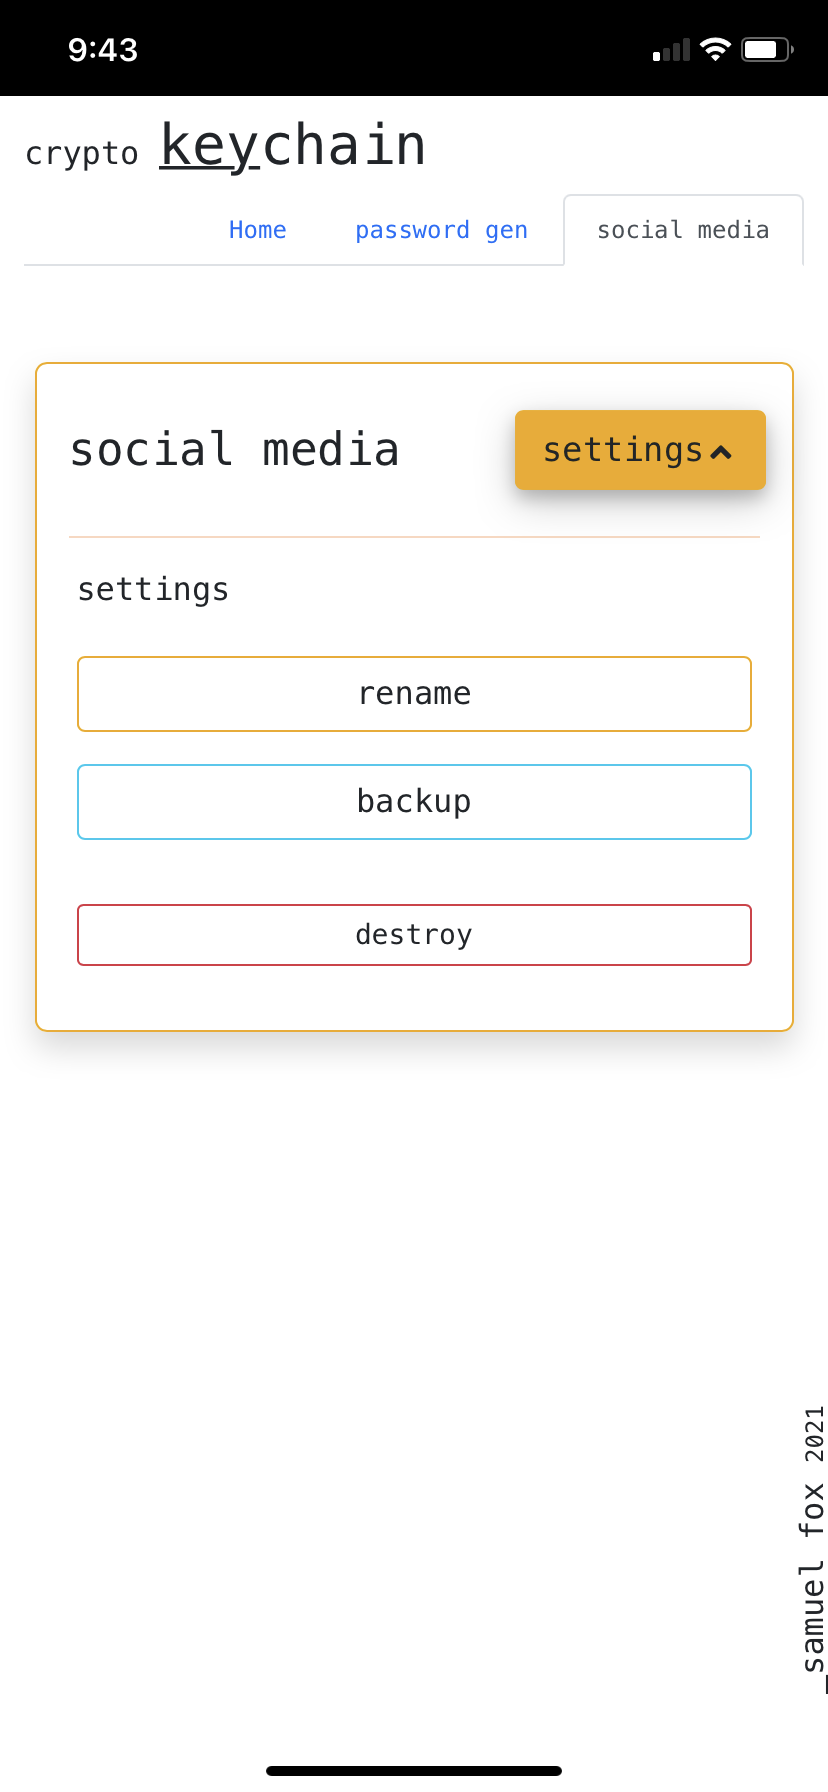 9:43
crypto keychain
Home password gen social media
social media settings
settings
rename
backup
destroy
_samuel fox 2021